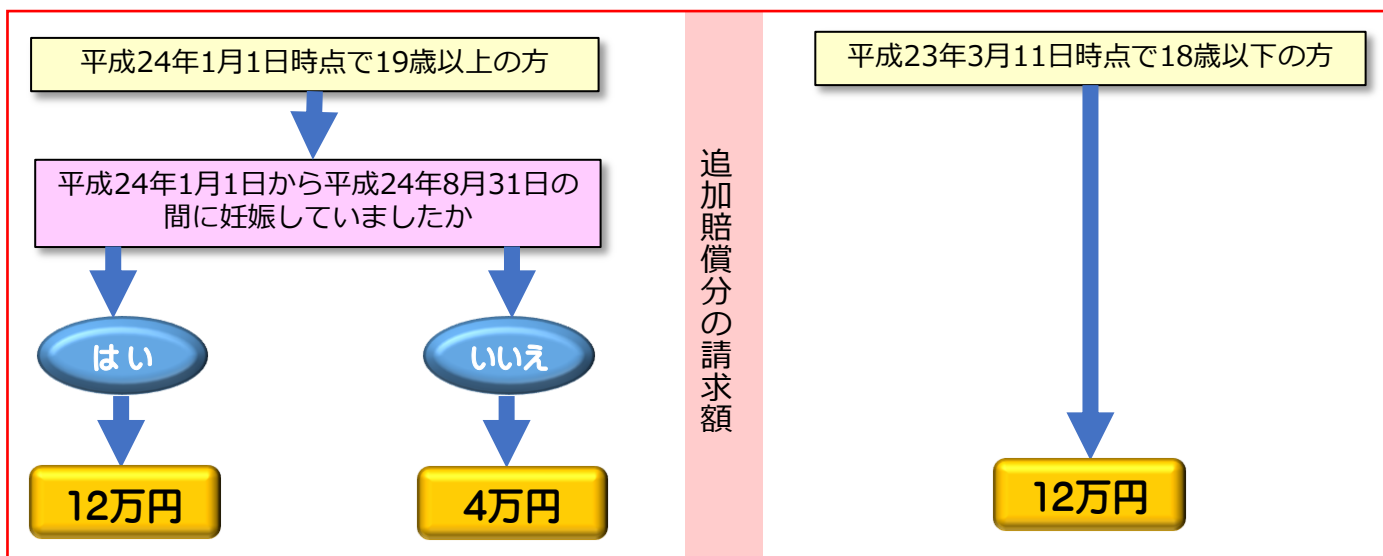 平成24年1月1日時点で19歳以上の方
平成24年1月1日から平成24年8月31日の
間に妊娠していましたか
はい
いいえ
12万円
4万円
追加賠償分の請求額
平成23年3月11日時点で18歳以下の方
12万円